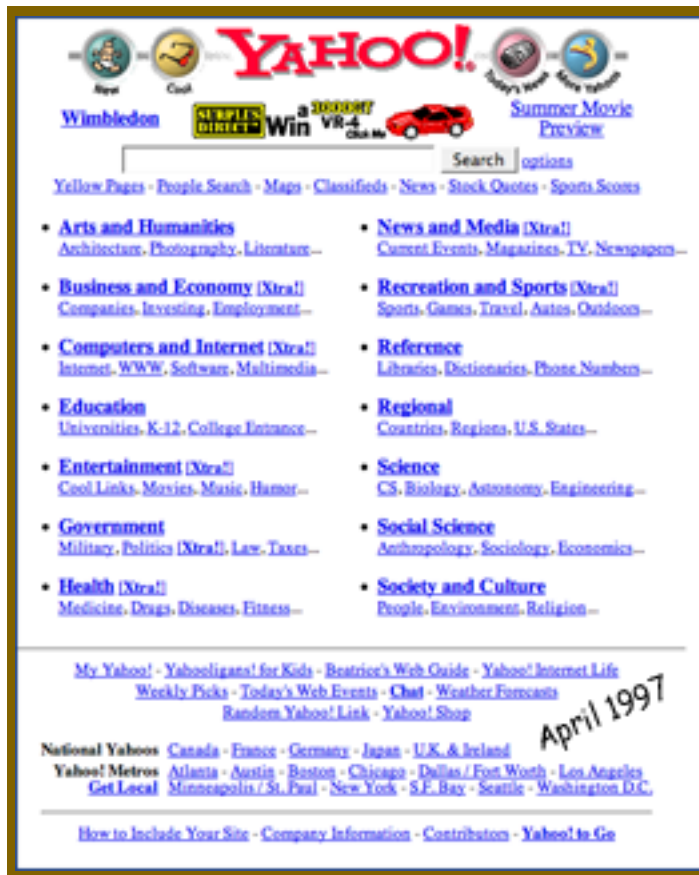 YAHOO!
New Cool Today's News More Yahoos
Wimbledon SURPLUS DIRECT Win a 3000GT VR-4 Click Me Summer Movie Preview
Search options
Yellow Pages - People Search - Maps - Classifieds - News - Stock Quotes - Sports Scores
• Arts and Humanities
Architecture, Photography, Literature...
• Business and Economy [Xtra!]
Companies, Investing, Employment...
• Computers and Internet [Xtra!]
Internet, WWW, Software, Multimedia...
• Education
Universities, K-12, College Entrance...
• Entertainment [Xtra!]
Cool Links, Movies, Music, Humor...
• Government
Military, Politics [Xtra!], Law, Taxes...
• Health [Xtra!]
Medicine, Drugs, Diseases, Fitness...
• News and Media [Xtra!]
Current Events, Magazines, TV, Newspapers...
• Recreation and Sports [Xtra!]
Sports, Games, Travel, Autos, Outdoors...
• Reference
Libraries, Dictionaries, Phone Numbers...
• Regional
Countries, Regions, U.S. States...
• Science
CS, Biology, Astronomy, Engineering...
• Social Science
Anthropology, Sociology, Economics...
• Society and Culture
People, Environment, Religion...
My Yahoo! - Yahooligans! for Kids - Beatrice's Web Guide - Yahoo! Internet Life
Weekly Picks - Today's Web Events - Chat - Weather Forecasts
Random Yahoo! Link - Yahoo! Shop
April 1997
National Yahoos Canada - France - Germany - Japan - U.K. & Ireland
Yahoo! Metros Atlanta - Austin - Boston - Chicago - Dallas / Fort Worth - Los Angeles
Get Local Minneapolis / St. Paul - New York - S.F. Bay - Seattle - Washington D.C.
How to Include Your Site - Company Information - Contributors - Yahoo! to Go